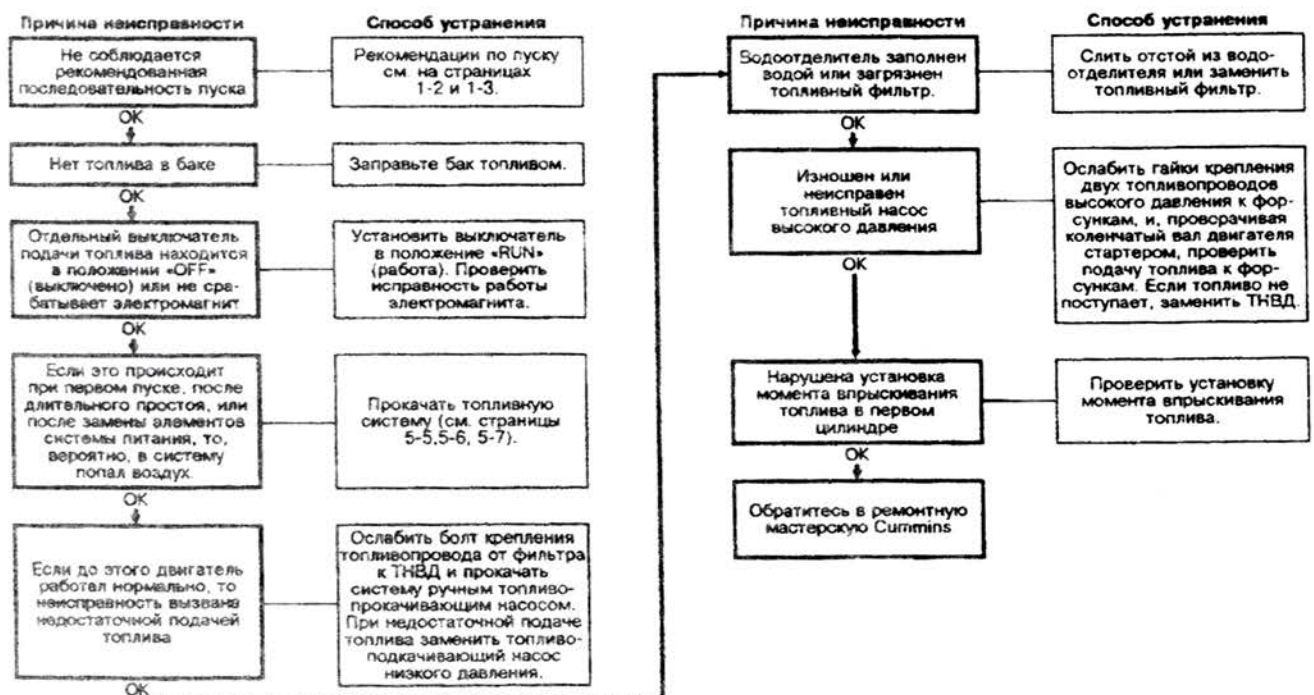 Причина неисправности
Способ устранения
Не соблюдается
рекомендованная
последовательность пуска
Рекомендации по пуску
см. на страницах
1-2 и 1-3.
ОК
Нет топлива в баке
Заправьте бак топливом.
ОК
Отдельный выключатель
подачи топлива находится
в положении «OFF»
(выключено) или не сра-
батывает электромагнит
Установить выключатель
в положение «RUN»
(работа). Проверить
исправность работы
электромагнита.
ОК
Если это происходит
при первом пуске, после
длительного простоя, или
после замены элементов
системы питания, то,
вероятно, в систему
попал воздух.
Прокачать топливную
систему (см. страницы
5-5,5-6, 5-7).
ОК
Если до этого двигатель
работал нормально, то
неисправность вызвана
недостаточной подачей
топлива
Ослабить болт крепления
топливопровода от фильтра
к ТНВД и прокачать
систему ручным топливо-
прокачивающим насосом.
При недостаточной подаче
топлива заменить топливо-
подкачивающий насос
низкого давления.
ОК
Причина неисправности
Способ устранения
Водоотделитель заполнен
водой или загрязнен
топливный фильтр.
Слить отстой из водо-
отделителя или заменить
топливный фильтр.
ОК
Изношен или
неисправен
топливный насос
высокого давления
Ослабить гайки крепления
двух топливопроводов
высокого давления к фор-
сункам, и, проворачивая
коленчатый вал двигателя
стартером, проверить
подачу топлива к фор-
сункам. Если топливо не
поступает, заменить ТНВД.
ОК
Нарушена установка
момента впрыскивания
топлива в первом
цилиндре
Проверить установку
момента впрыскивания
топлива.
ОК
Обратитесь в ремонтную
мастерскую Cummins